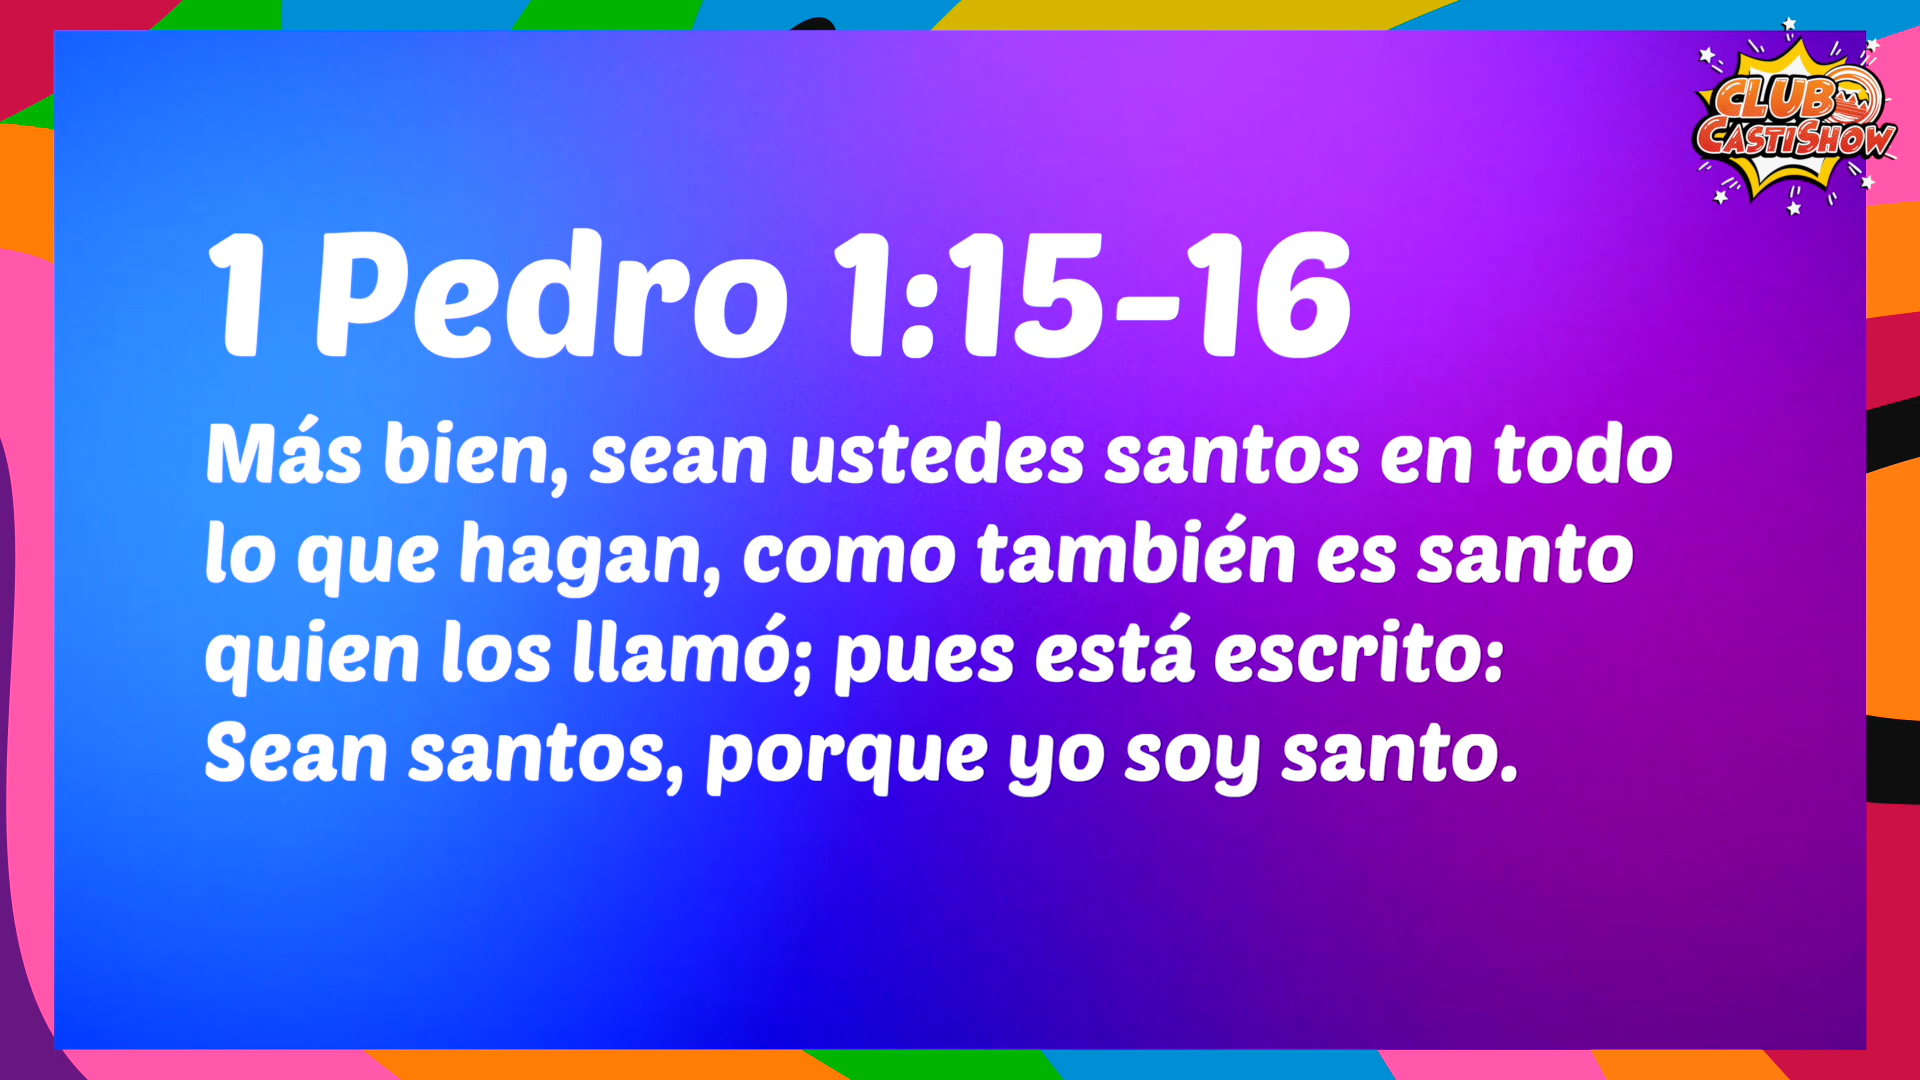 CLUB
CASTISHOW
1 Pedro 1:15-16
Más bien, sean ustedes santos en todo
lo que hagan, como también es santo
quien los llamó; pues está escrito:
Sean santos, porque yo soy santo.